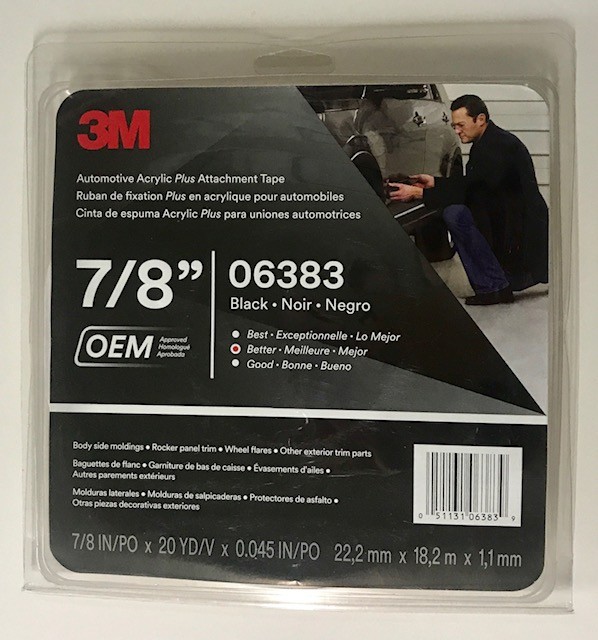 3M
Automotive Acrylic Plus Attachment Tape
Ruban de fixation Plus en acrylique pour automobiles
Cinta de espuma Acrylic Plus para uniones automotrices
7/8"
06383
Black • Noir • Negro
OEM
Approved
Homologué
Aprobada
Best • Exceptionnelle • Lo Mejor
Better • Meilleure • Mejor
Good • Bonne • Bueno
Body side moldings • Rocker panel trim • Wheel flares • Other exterior trim parts
Baguettes de flanc • Garniture de bas de caisse • Évasements d'ailes •
Autres parements extérieurs
Molduras laterales • Molduras de salpicaderas • Protectores de asfalto •
Otras piezas decorativas exteriores
0 51131 06383 9
7/8 IN/PO x 20 YD/V x 0.045 IN/PO 22,2 mm x 18,2 m x 1,1 mm